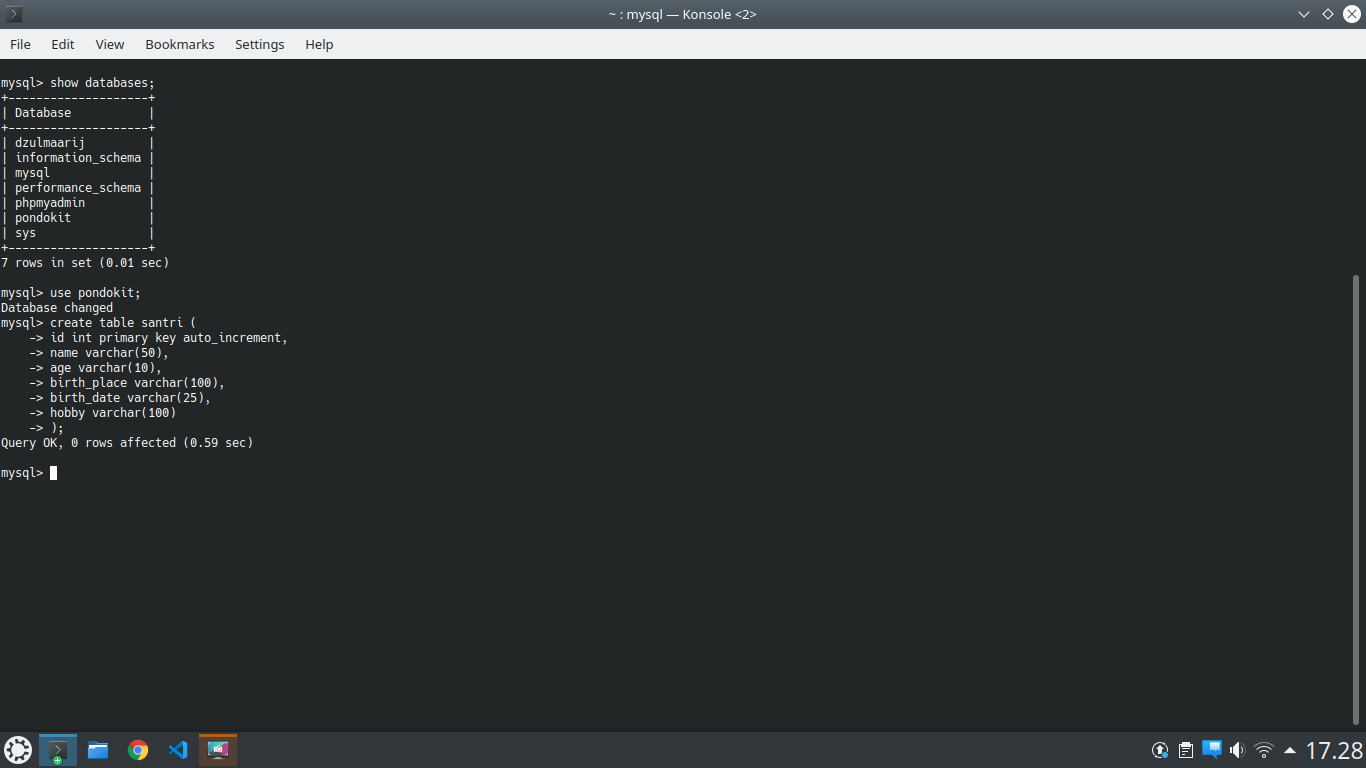 ~ : mysql — Konsole <2>
File Edit View Bookmarks Settings Help
mysql> show databases;
+--------------------+
| Database           |
+--------------------+
| dzulmaarij         |
| information_schema |
| mysql              |
| performance_schema |
| phpmyadmin         |
| pondokit           |
| sys                |
+--------------------+
7 rows in set (0.01 sec)
mysql> use pondokit;
Database changed
mysql> create table santri (
    -> id int primary key auto_increment,
    -> name varchar(50),
    -> age varchar(10),
    -> birth_place varchar(100),
    -> birth_date varchar(25),
    -> hobby varchar(100)
    -> );
Query OK, 0 rows affected (0.59 sec)
mysql>
17.28